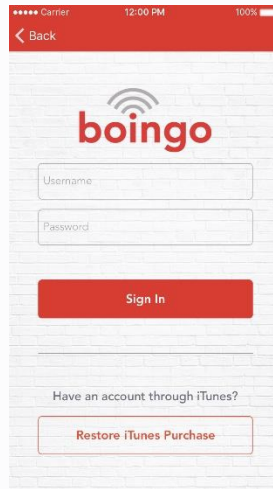 Carrier 12:00 PM 100%
Back
boingo
Username
Password
Sign In
Have an account through iTunes?
Restore iTunes Purchase